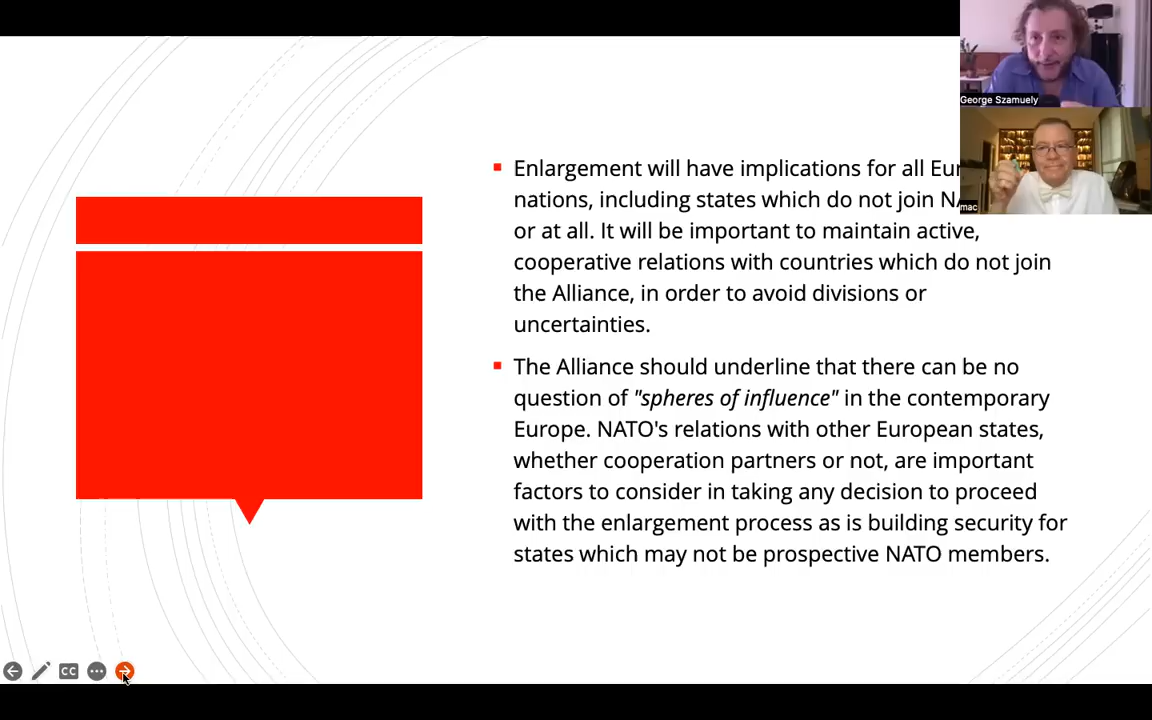 George Szamuely
mac
Enlargement will have implications for all Eur
nations, including states which do not join NA
or at all. It will be important to maintain active,
cooperative relations with countries which do not join
the Alliance, in order to avoid divisions or
uncertainties.
The Alliance should underline that there can be no
question of "spheres of influence" in the contemporary
Europe. NATO's relations with other European states,
whether cooperation partners or not, are important
factors to consider in taking any decision to proceed
with the enlargement process as is building security for
states which may not be prospective NATO members.
CC